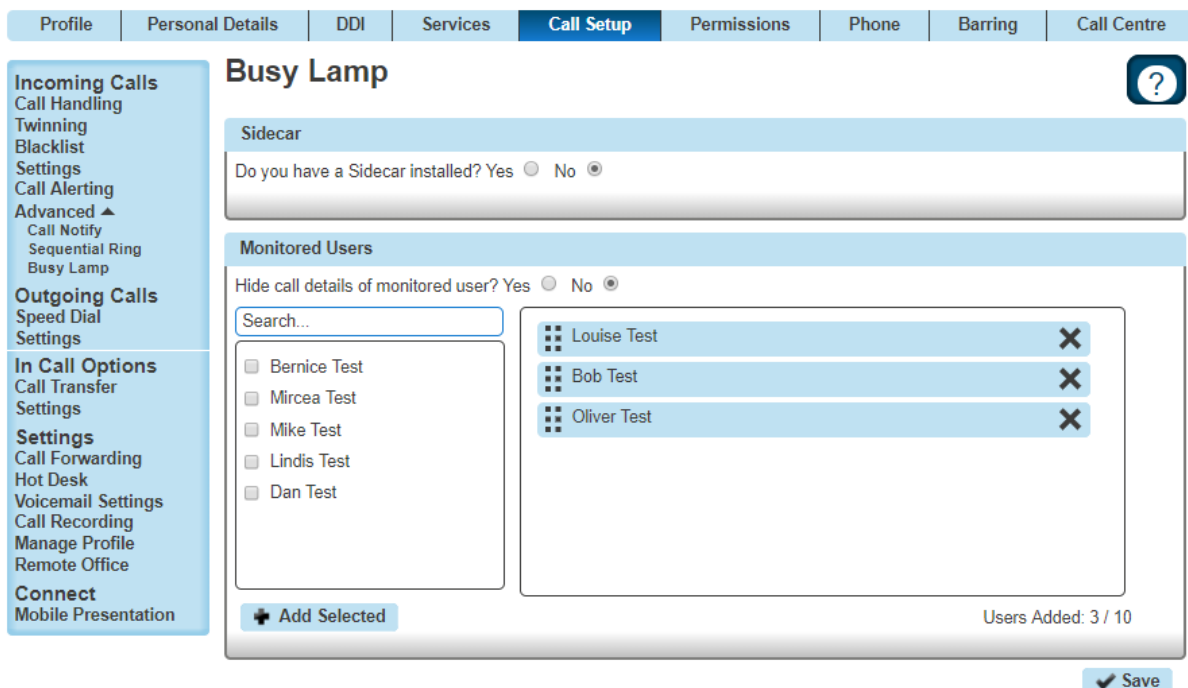 Profile Personal Details DDI Services Call Setup Permissions Phone Barring Call Centre
Incoming Calls
Call Handling
Twinning
Blacklist
Settings
Call Alerting
Advanced
Call Notify
Sequential Ring
Busy Lamp
Outgoing Calls
Speed Dial
Settings
In Call Options
Call Transfer
Settings
Settings
Call Forwarding
Hot Desk
Voicemail Settings
Call Recording
Manage Profile
Remote Office
Connect
Mobile Presentation
Busy Lamp
?
Sidecar
Do you have a Sidecar installed? Yes No
Monitored Users
Hide call details of monitored user? Yes No
Search...
Bernice Test
Mircea Test
Mike Test
Lindis Test
Dan Test
Add Selected
Louise Test
Bob Test
Oliver Test
Users Added: 3 / 10
Save